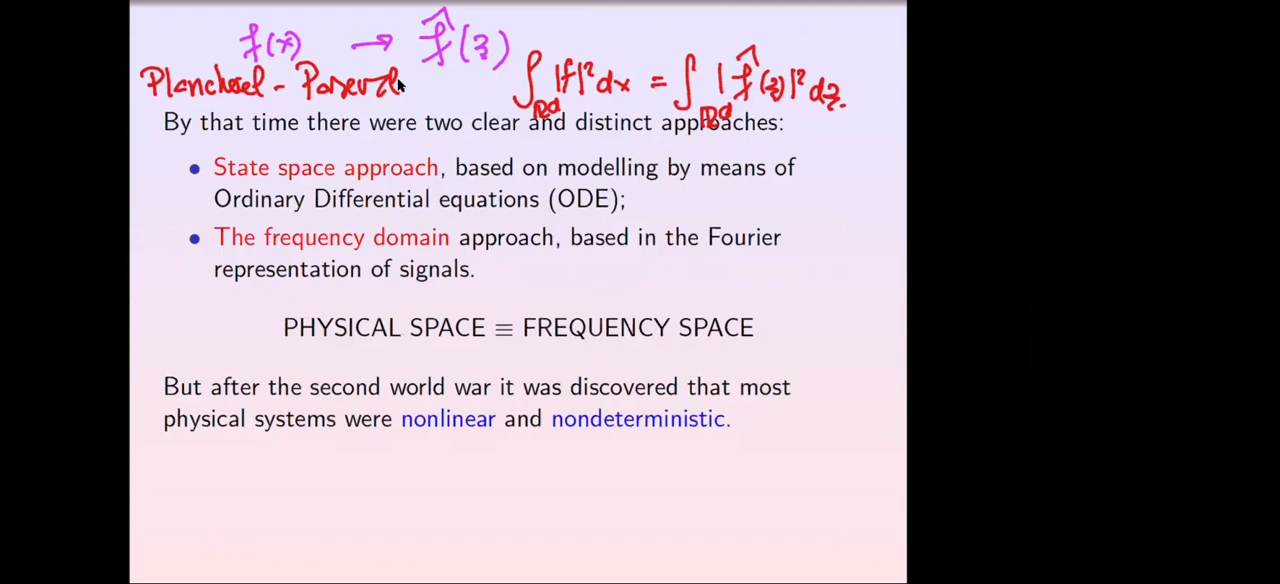 f(x) → f̂(ξ)
Plancherel - Parseval ∫_{ℝᵈ} |f|² dx = ∫_{ℝᵈ} |f̂(ξ)|² dξ.
By that time there were two clear and distinct approaches:
• State space approach, based on modelling by means of
Ordinary Differential equations (ODE);
• The frequency domain approach, based in the Fourier
representation of signals.
PHYSICAL SPACE ≡ FREQUENCY SPACE
But after the second world war it was discovered that most
physical systems were nonlinear and nondeterministic.